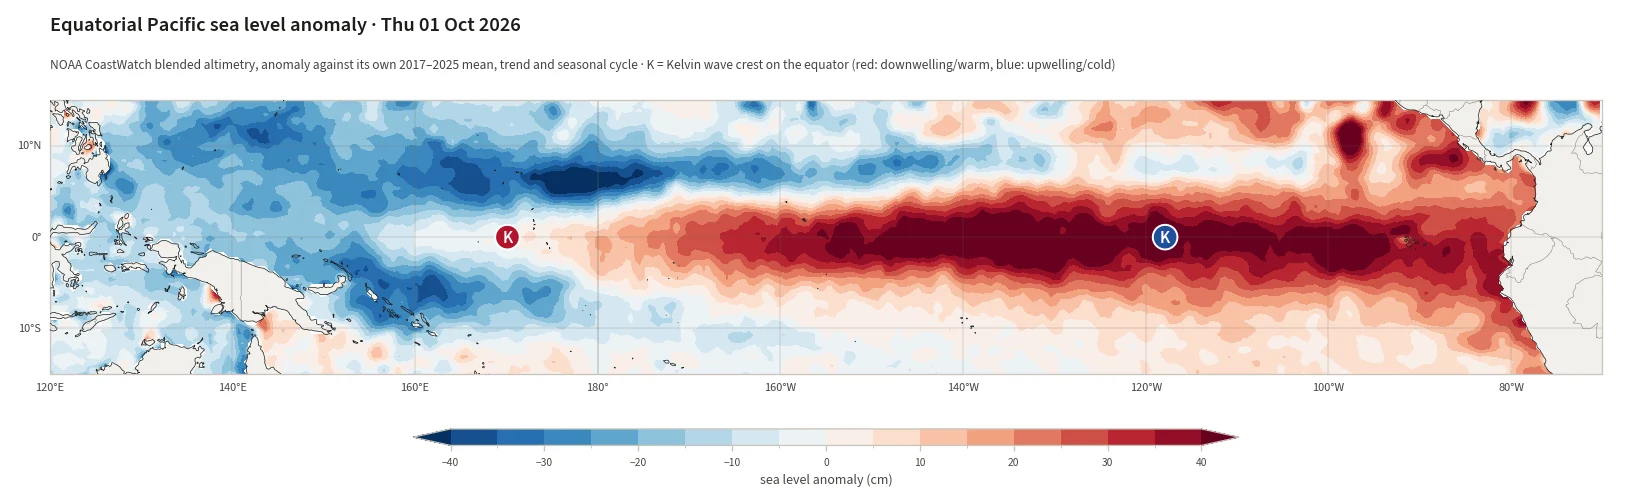 Equatorial Pacific sea level anomaly · Thu 01 Oct 2026
NOAA CoastWatch blended altimetry, anomaly against its own 2017–2025 mean, trend and seasonal cycle · K = Kelvin wave crest on the equator (red: downwelling/warm, blue: upwelling/cold)
10°N
0°
K K
10°S
120°E 140°E 160°E 180° 160°W 140°W 120°W 100°W 80°W
−40 −30 −20 −10 0 10 20 30 40
sea level anomaly (cm)